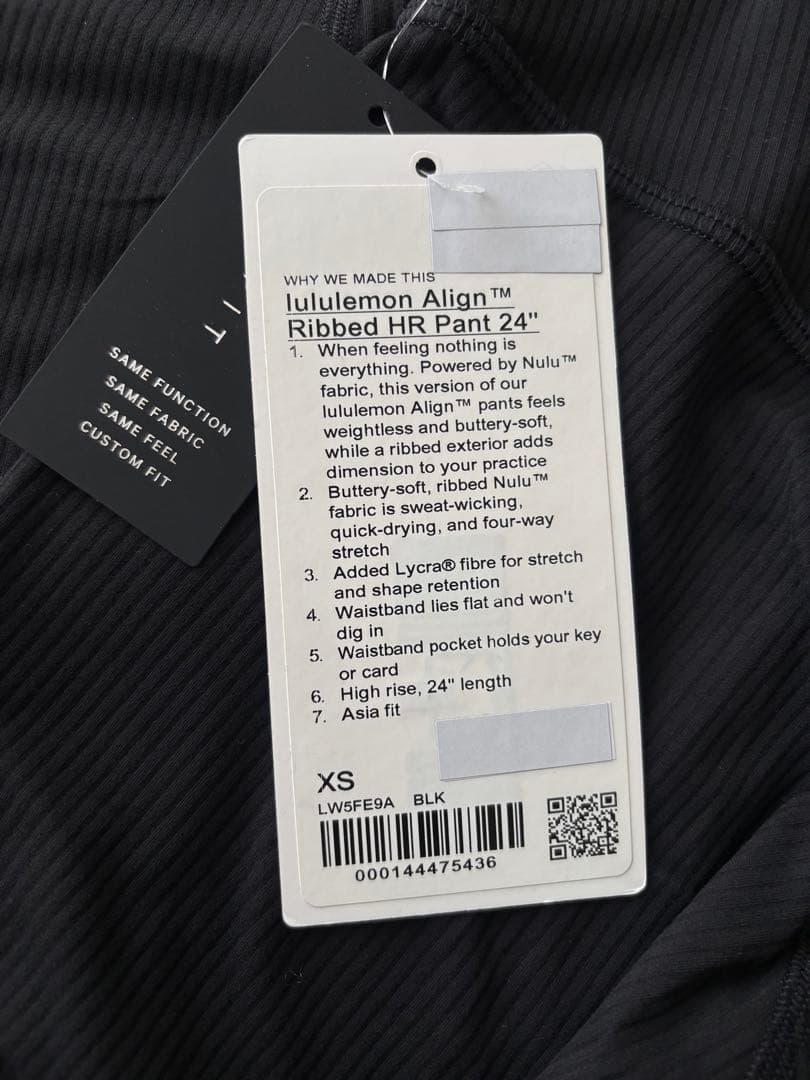 WHY WE MADE THIS
lululemon Align™
Ribbed HR Pant 24"
1. When feeling nothing is
everything. Powered by Nulu™
fabric, this version of our
lululemon Align™ pants feels
weightless and buttery-soft,
while a ribbed exterior adds
dimension to your practice
2. Buttery-soft, ribbed Nulu™
fabric is sweat-wicking,
quick-drying, and four-way
stretch
3. Added Lycra® fibre for stretch
and shape retention
4. Waistband lies flat and won't
dig in
5. Waistband pocket holds your key
or card
6. High rise, 24" length
7. Asia fit
XS
LW5FE9A BLK
000144475436
SAME FUNCTION
SAME FABRIC
SAME FEEL
CUSTOM FIT